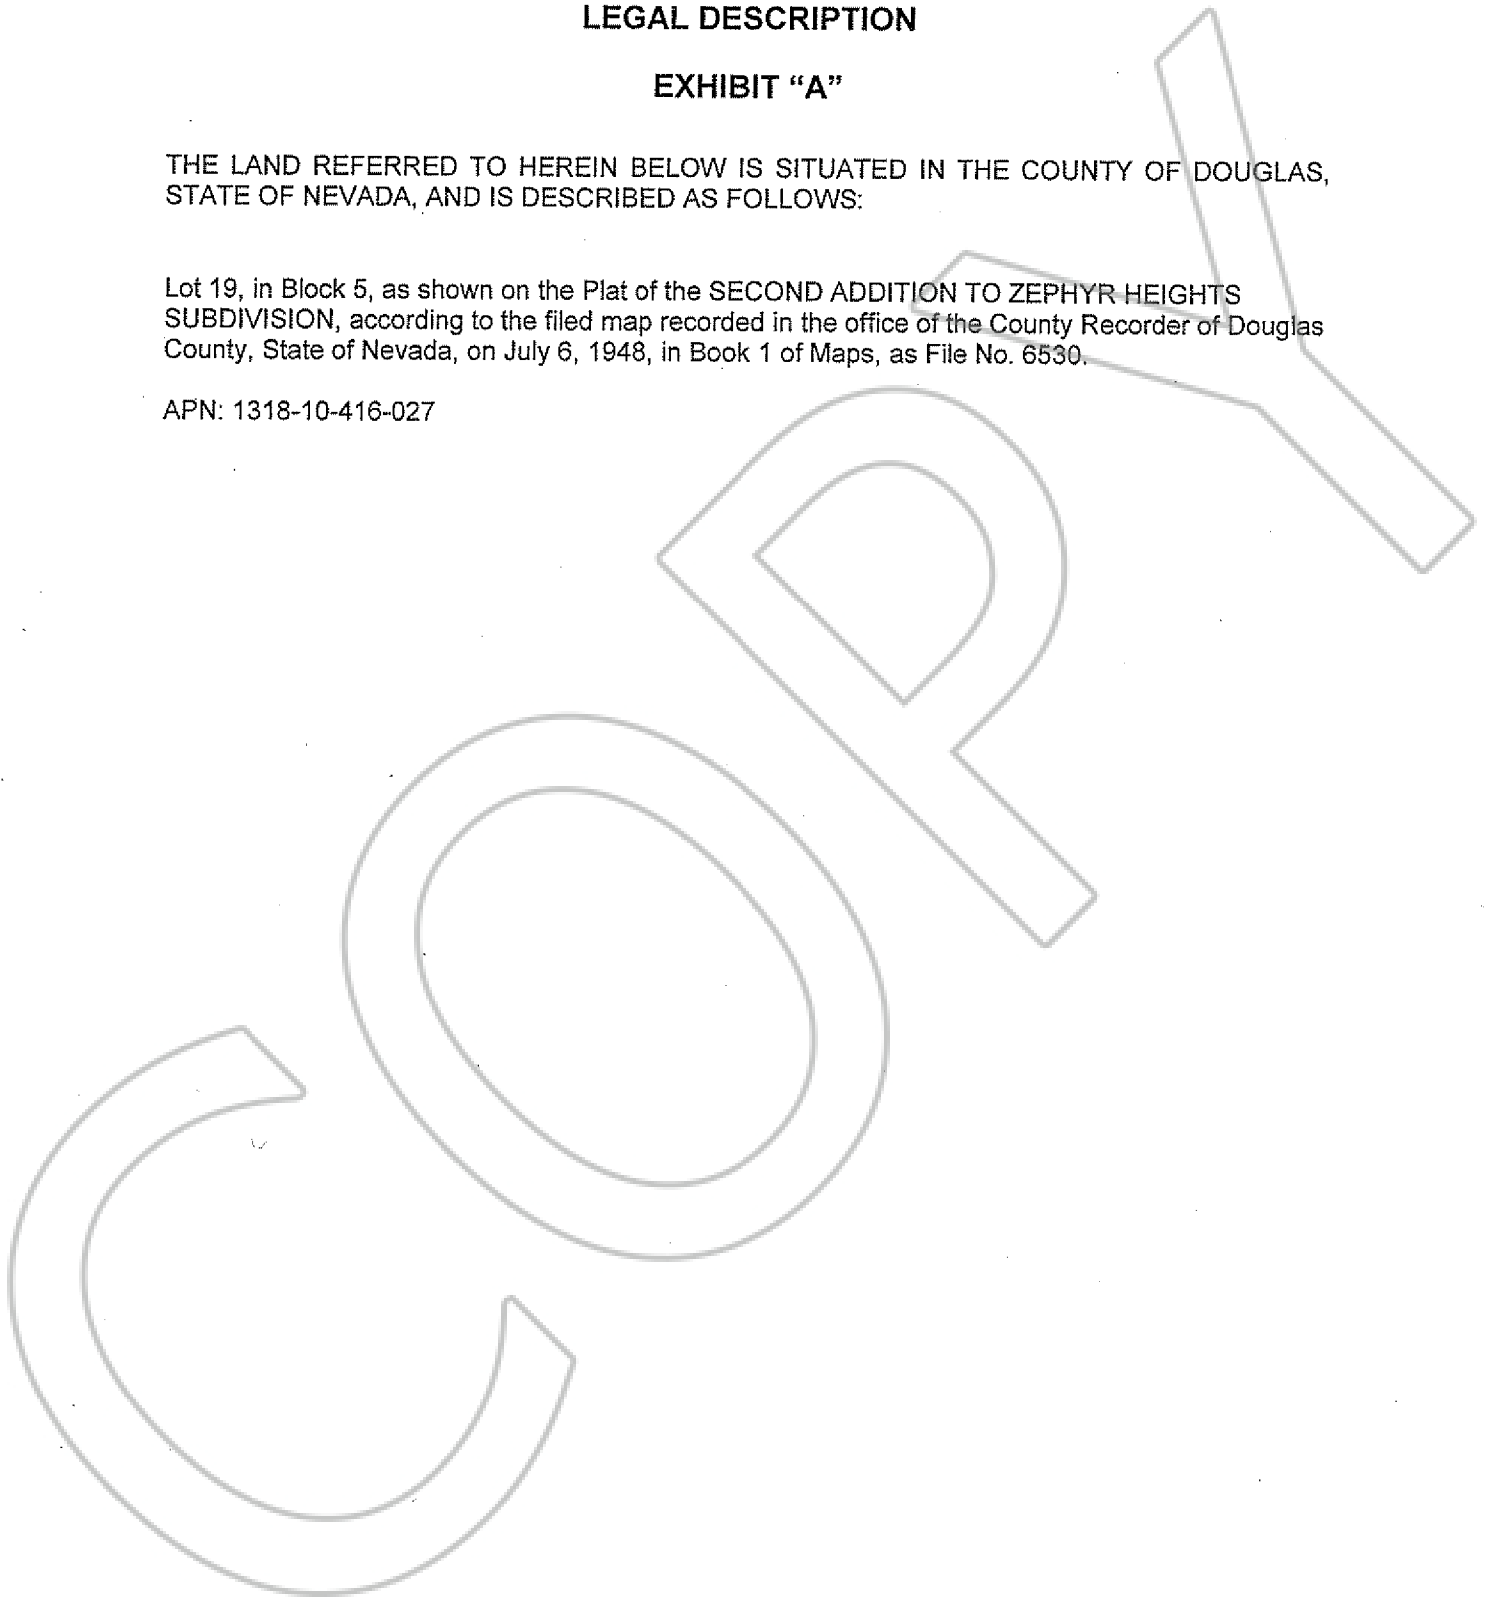 LEGAL DESCRIPTION
EXHIBIT “A”
THE LAND REFERRED TO HEREIN BELOW IS SITUATED IN THE COUNTY OF DOUGLAS,
STATE OF NEVADA, AND IS DESCRIBED AS FOLLOWS:
Lot 19, in Block 5, as shown on the Plat of the SECOND ADDITION TO ZEPHYR HEIGHTS
SUBDIVISION, according to the filed map recorded in the office of the County Recorder of Douglas
County, State of Nevada, on July 6, 1948, in Book 1 of Maps, as File No. 6530.
APN: 1318-10-416-027
COPY